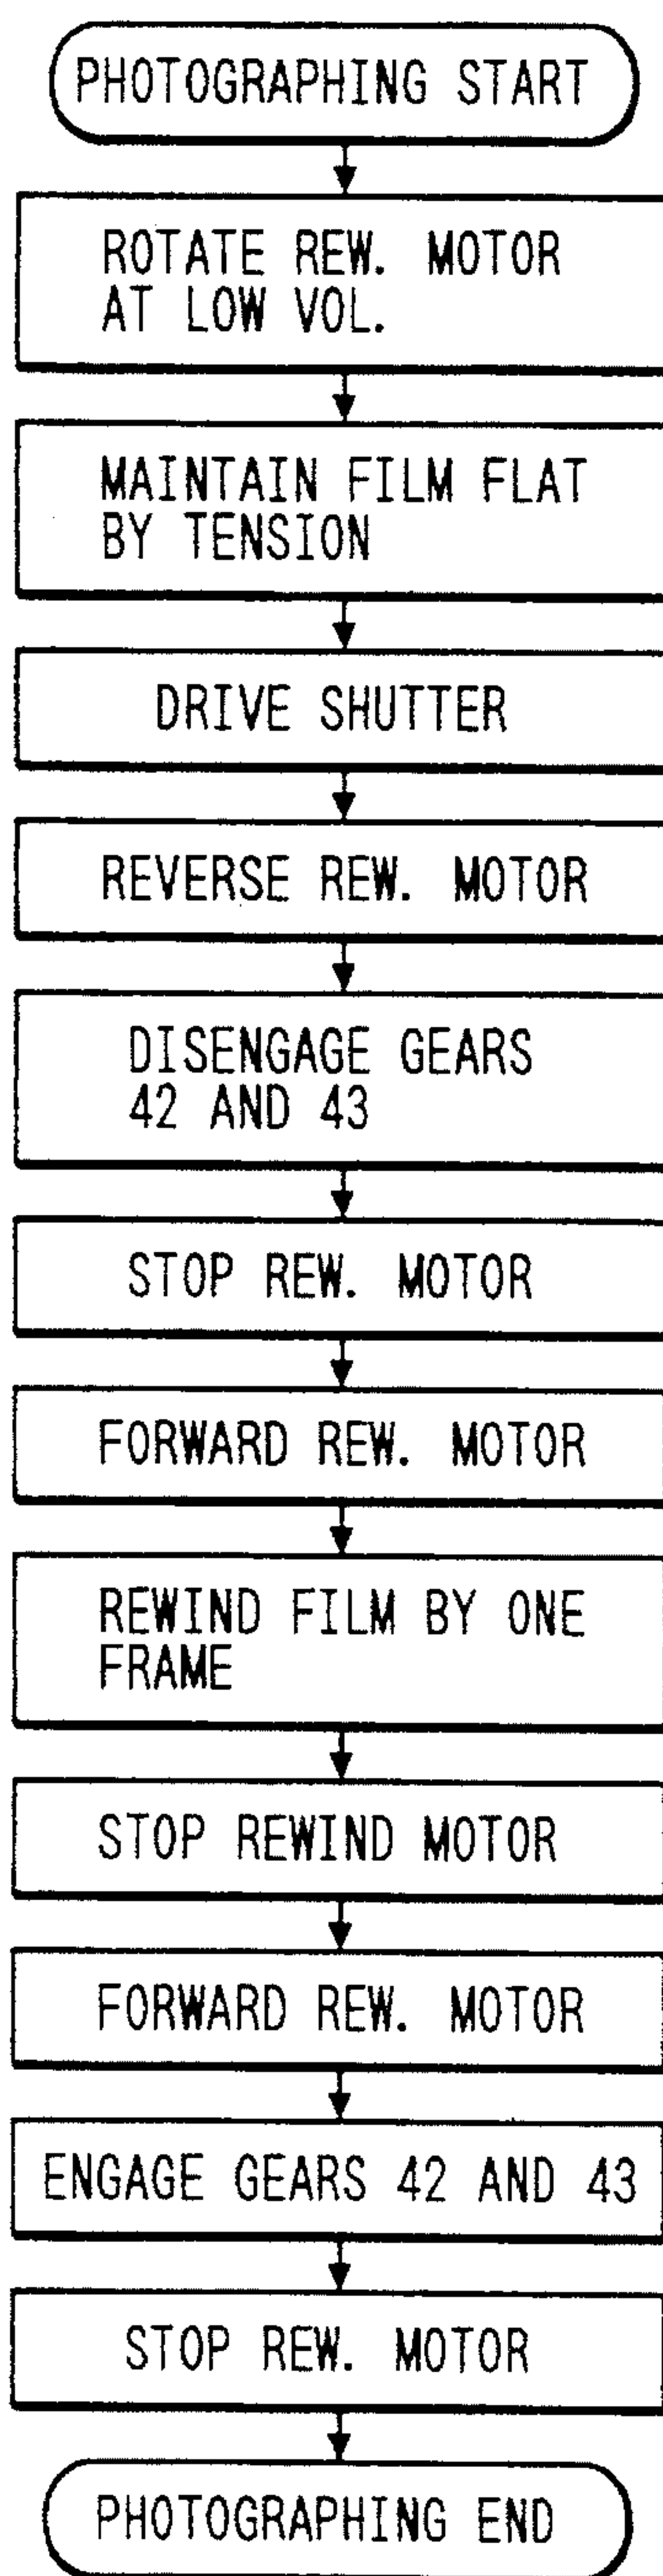 PHOTOGRAPHING START
ROTATE REW. MOTOR
AT LOW VOL.
MAINTAIN FILM FLAT
BY TENSION
DRIVE SHUTTER
REVERSE REW. MOTOR
DISENGAGE GEARS
42 AND 43
STOP REW. MOTOR
FORWARD REW. MOTOR
REWIND FILM BY ONE
FRAME
STOP REWIND MOTOR
FORWARD REW. MOTOR
ENGAGE GEARS 42 AND 43
STOP REW. MOTOR
PHOTOGRAPHING END